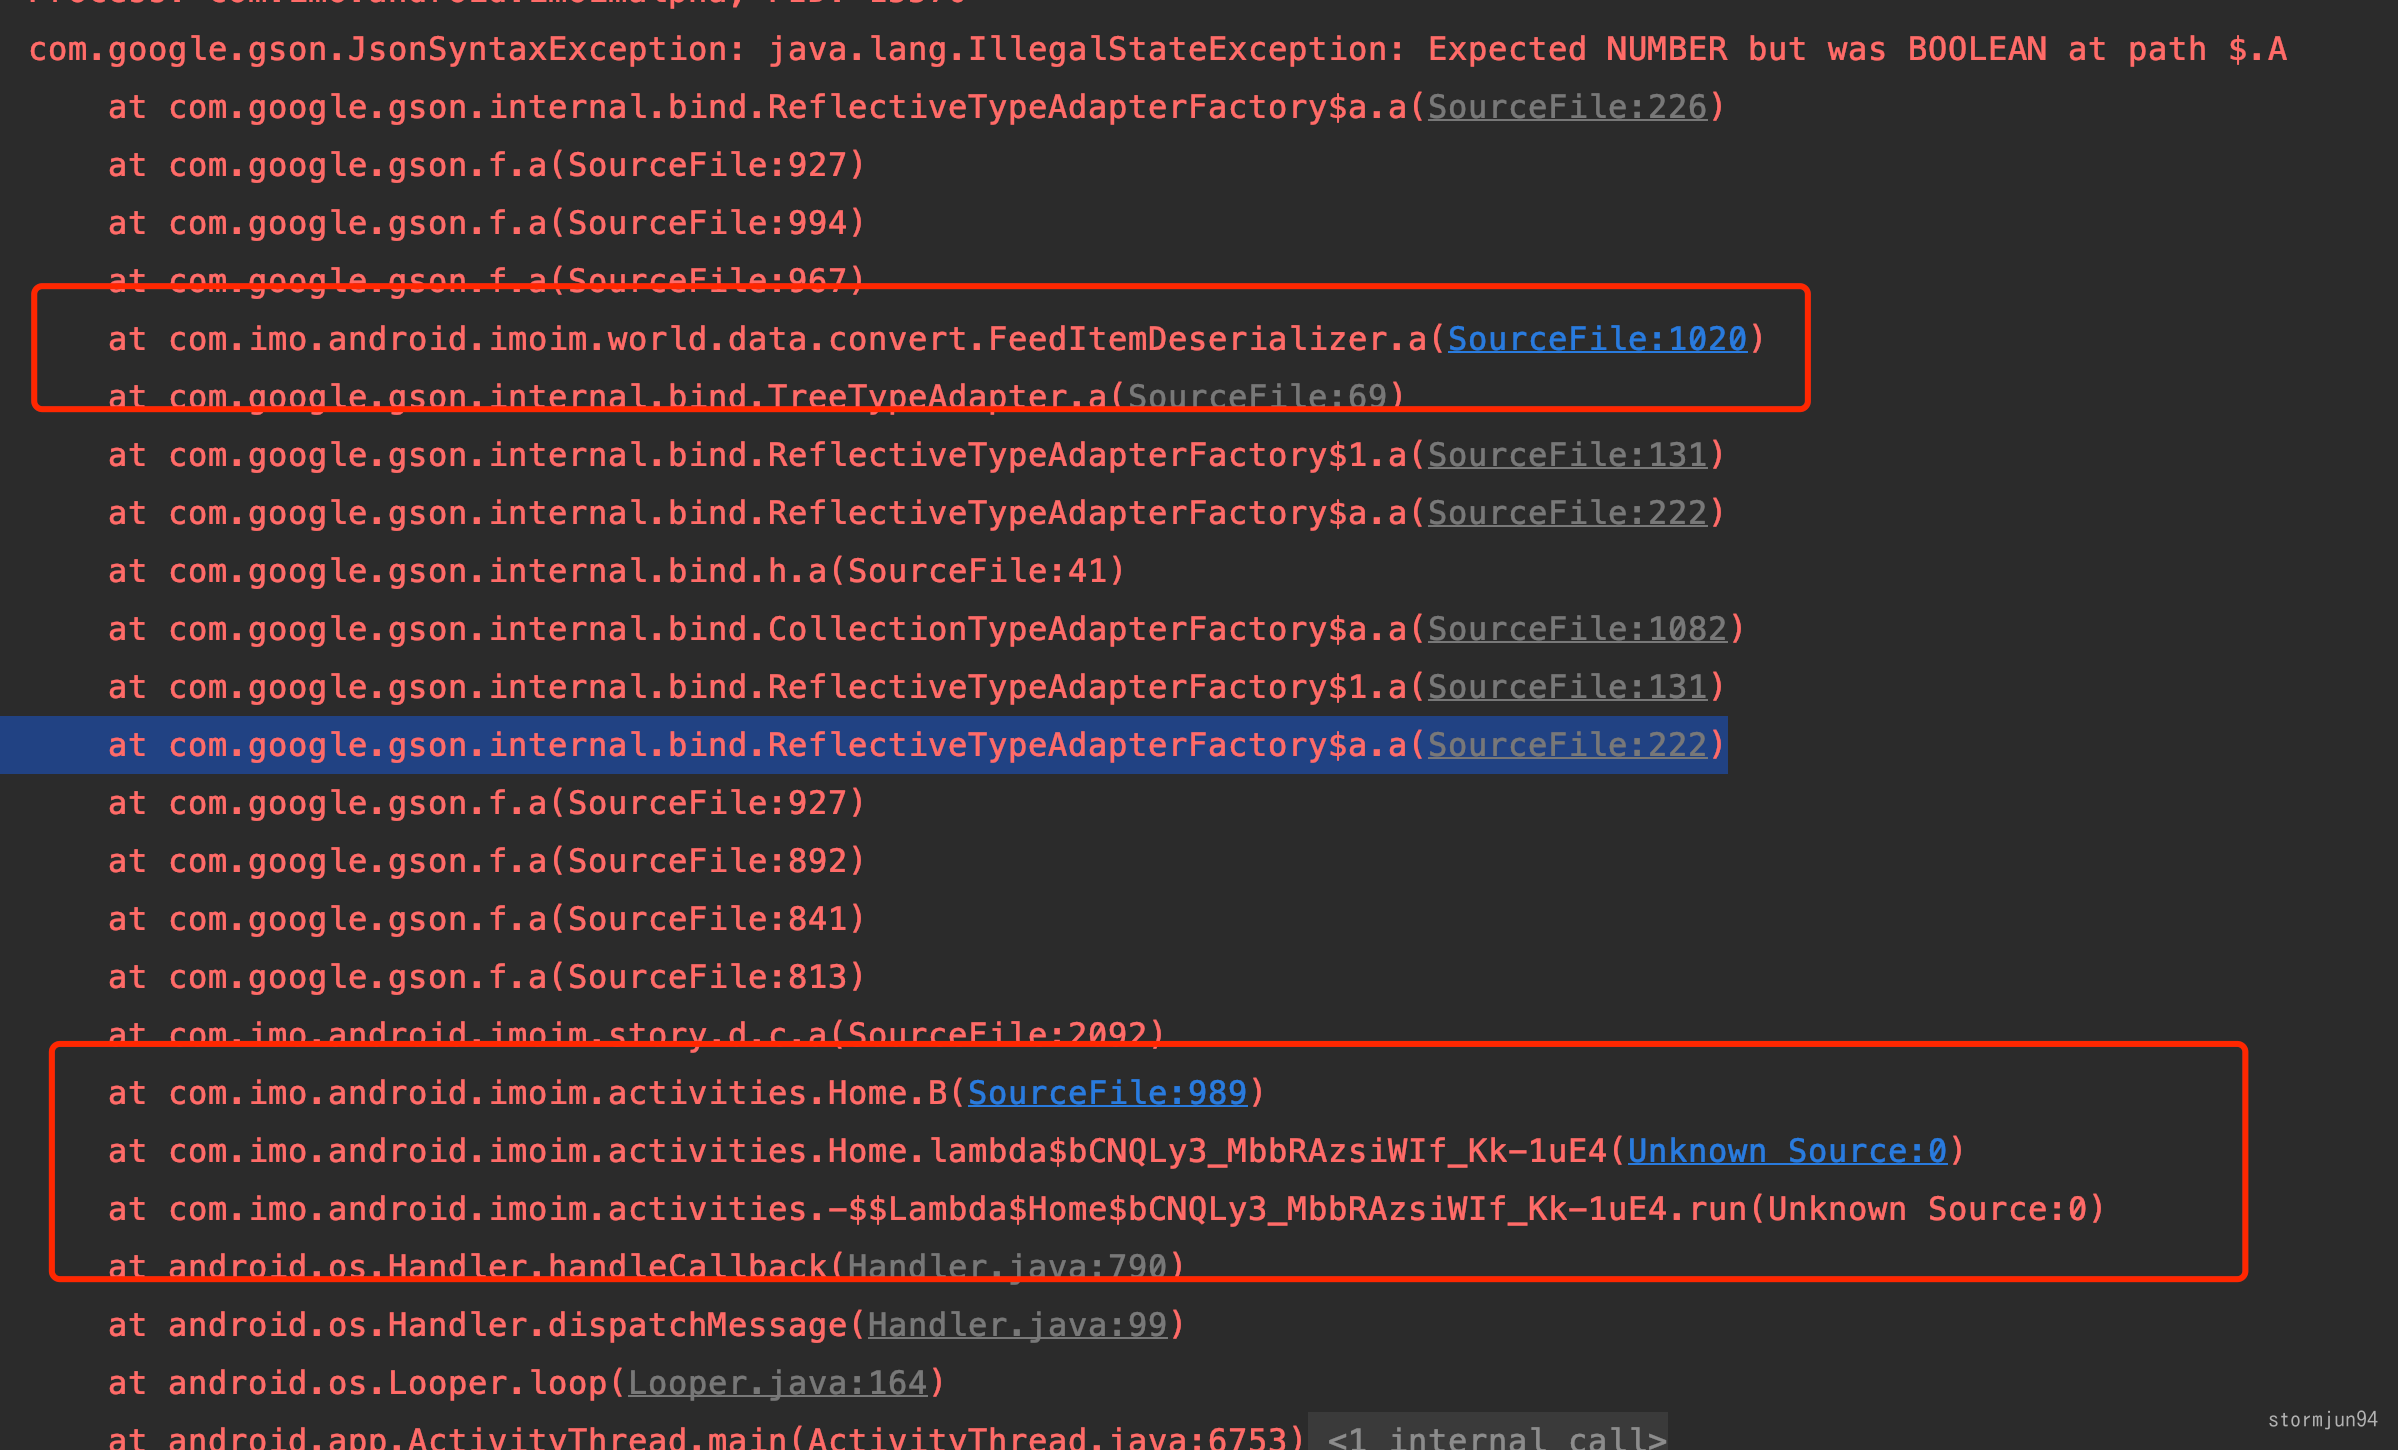 com.google.gson.JsonSyntaxException: java.lang.IllegalStateException: Expected NUMBER but was BOOLEAN at path $.A
at com.google.gson.internal.bind.ReflectiveTypeAdapterFactory$a.a(SourceFile:226)
at com.google.gson.f.a(SourceFile:927)
at com.google.gson.f.a(SourceFile:994)
at com.google.gson.f.a(SourceFile:967)
at com.imo.android.imoim.world.data.convert.FeedItemDeserializer.a(SourceFile:1020)
at com.google.gson.internal.bind.TreeTypeAdapter.a(SourceFile:69)
at com.google.gson.internal.bind.ReflectiveTypeAdapterFactory$1.a(SourceFile:131)
at com.google.gson.internal.bind.ReflectiveTypeAdapterFactory$a.a(SourceFile:222)
at com.google.gson.internal.bind.h.a(SourceFile:41)
at com.google.gson.internal.bind.CollectionTypeAdapterFactory$a.a(SourceFile:1082)
at com.google.gson.internal.bind.ReflectiveTypeAdapterFactory$1.a(SourceFile:131)
at com.google.gson.internal.bind.ReflectiveTypeAdapterFactory$a.a(SourceFile:222)
at com.google.gson.f.a(SourceFile:927)
at com.google.gson.f.a(SourceFile:892)
at com.google.gson.f.a(SourceFile:841)
at com.google.gson.f.a(SourceFile:813)
at com.imo.android.imoim.story.d.c.a(SourceFile:2092)
at com.imo.android.imoim.activities.Home.B(SourceFile:989)
at com.imo.android.imoim.activities.Home.lambda$bCNQLy3_MbbRAzsiWIf_Kk-1uE4(Unknown Source:0)
at com.imo.android.imoim.activities.-$$Lambda$Home$bCNQLy3_MbbRAzsiWIf_Kk-1uE4.run(Unknown Source:0)
at android.os.Handler.handleCallback(Handler.java:790)
at android.os.Handler.dispatchMessage(Handler.java:99)
at android.os.Looper.loop(Looper.java:164)
at android.app.ActivityThread.main(ActivityThread.java:6753) <1 internal call>
stormjun94